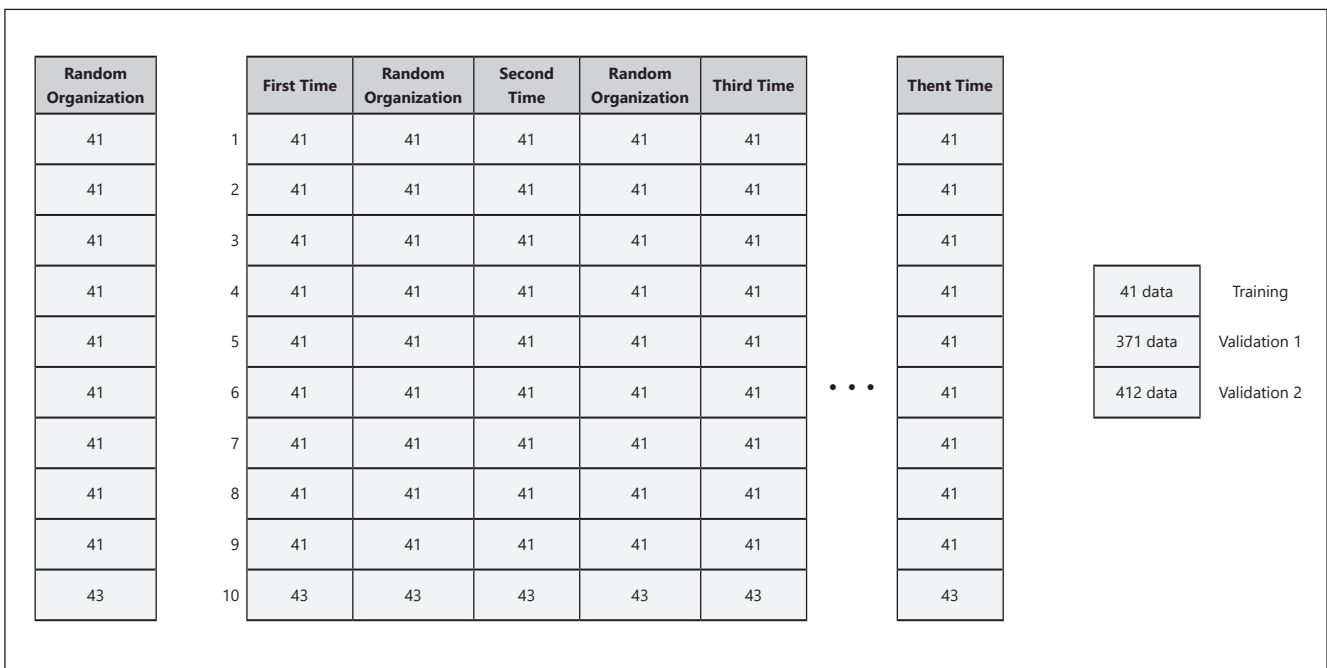 Random Organization First Time Random Organization Second Time Random Organization Third Time Thent Time
41 1 41 41 41 41 41 41
41 2 41 41 41 41 41 41
41 3 41 41 41 41 41 41
41 4 41 41 41 41 41 41 41 data Training
41 5 41 41 41 41 41 41 371 data Validation 1
41 6 41 41 41 41 41 • • • 41 412 data Validation 2
41 7 41 41 41 41 41 41
41 8 41 41 41 41 41 41
41 9 41 41 41 41 41 41
43 10 43 43 43 43 43 43